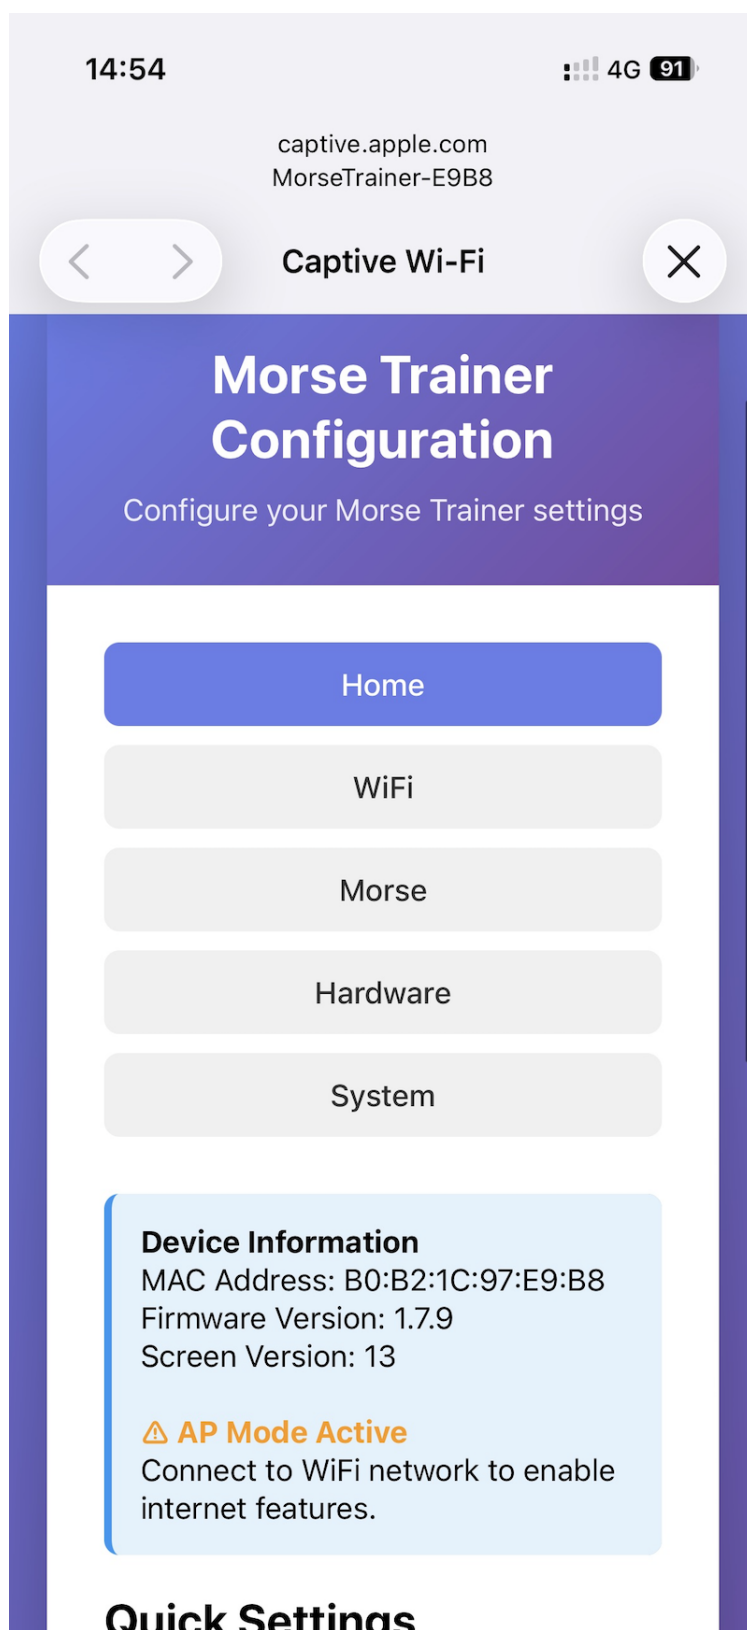 14:54
4G 91
captive.apple.com
MorseTrainer-E9B8
Captive Wi-Fi
Morse Trainer
Configuration
Configure your Morse Trainer settings
Home
WiFi
Morse
Hardware
System
Device Information
MAC Address: B0:B2:1C:97:E9:B8
Firmware Version: 1.7.9
Screen Version: 13
⚠ AP Mode Active
Connect to WiFi network to enable
internet features.
Quick Settings